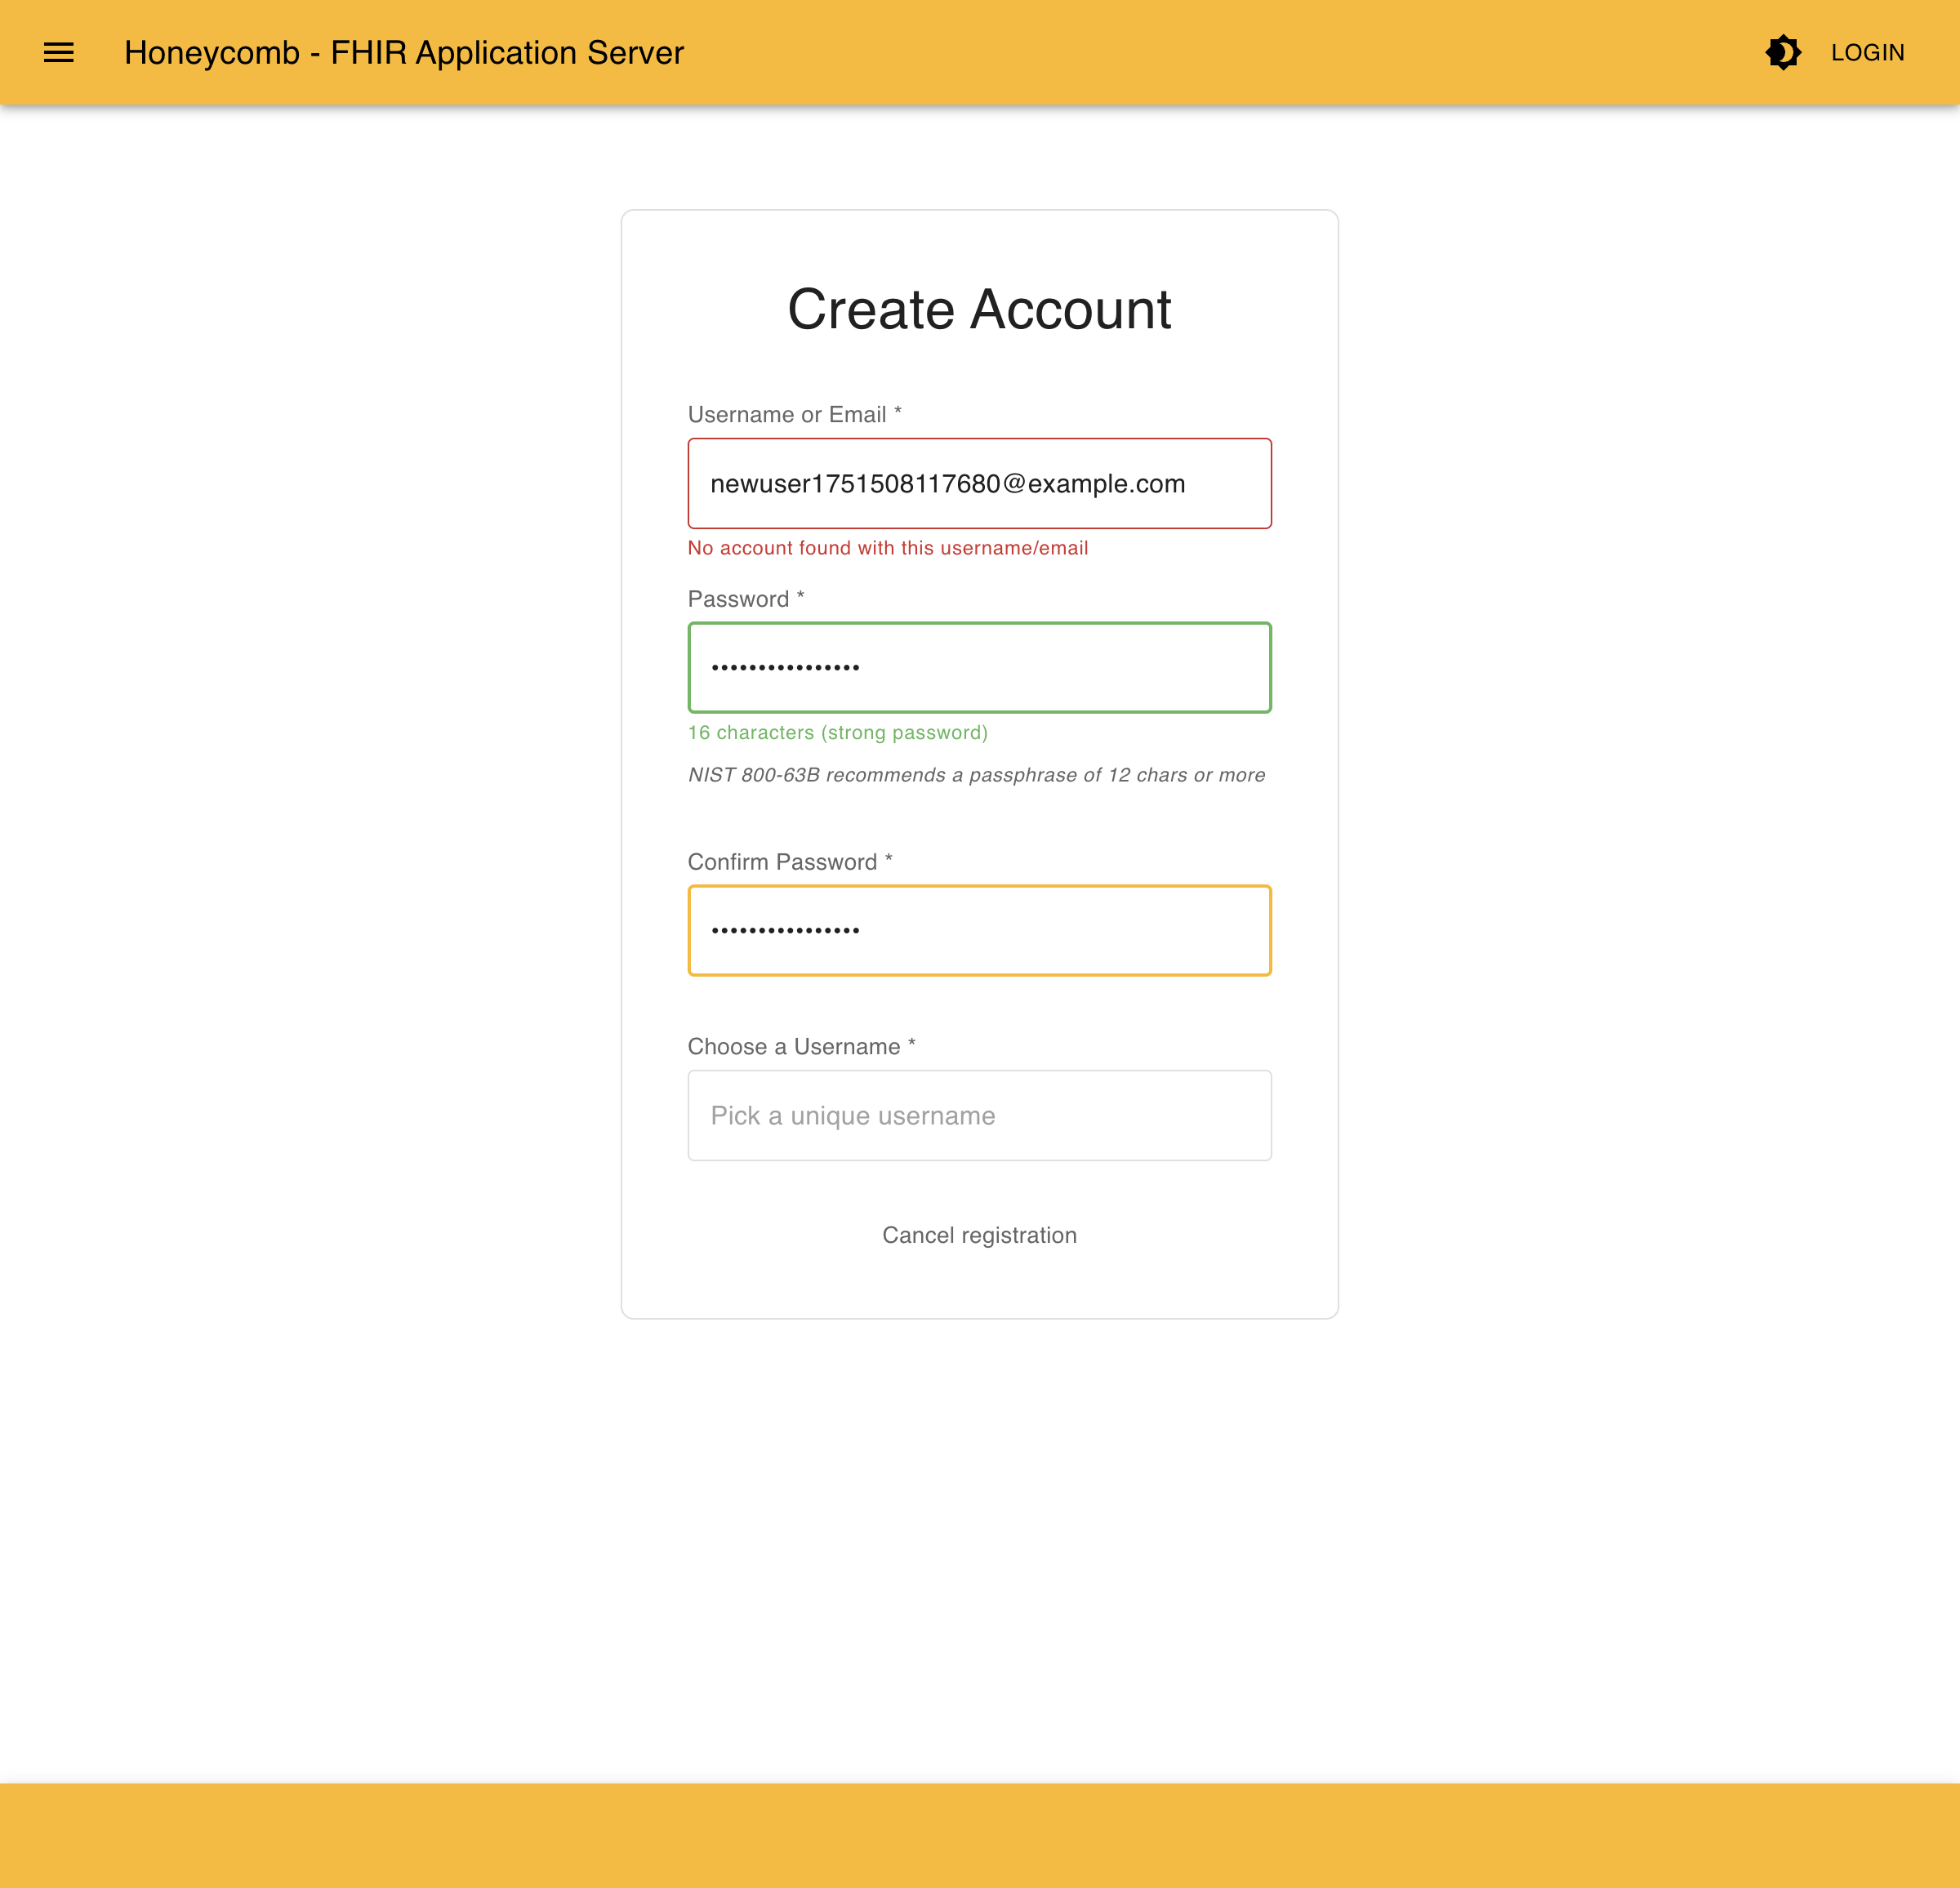 Honeycomb - FHIR Application Server
LOGIN
Create Account
Username or Email *
newuser1751508117680@example.com
No account found with this username/email
Password *
••••••••••••••••
16 characters (strong password)
NIST 800-63B recommends a passphrase of 12 chars or more
Confirm Password *
••••••••••••••••
Choose a Username *
Pick a unique username
Cancel registration